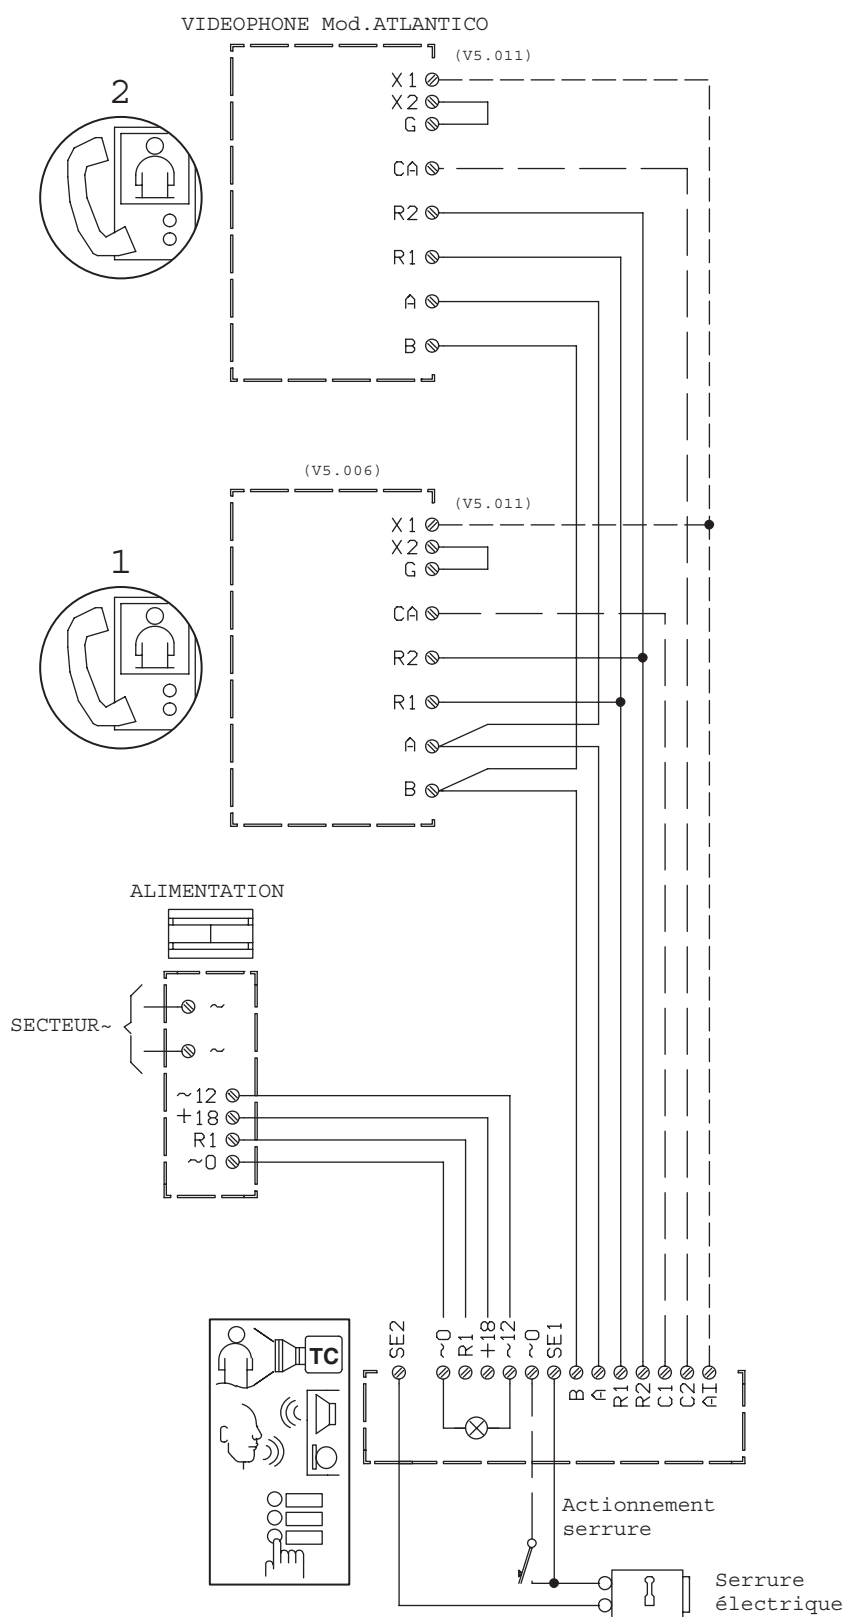 VIDEOPHONE Mod.ATLANTICO
(V5.011)
X1
X2
G
2
CA
R2
R1
A
B
(V5.006)
(V5.011)
X1
X2
G
1
CA
R2
R1
A
B
ALIMENTATION
SECTEUR~
~
~
~12
+18
R1
~0
SE2
~0
R1
+18
~12
~0
SE1
B
A
R1
R2
C1
C2
AI
TC
Actionnement
serrure
Serrure
électrique